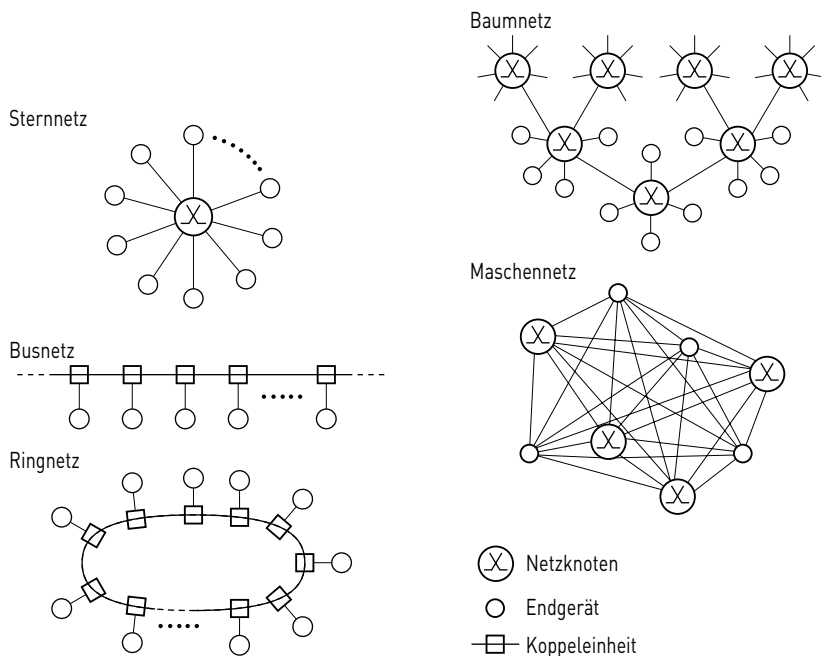 Sternnetz
Busnetz
Ringnetz
Baumnetz
Maschennetz
Netzknoten
Endgerät
Koppeleinheit